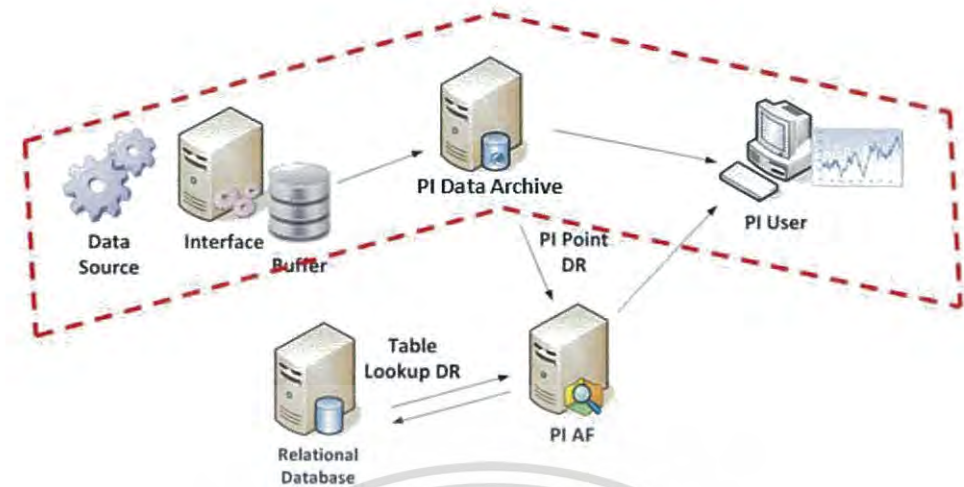 PI Data Archive
Data
Source
Interface
Buffer
PI User
PI Point
DR
Table
Lookup DR
PI AF
Relational
Database